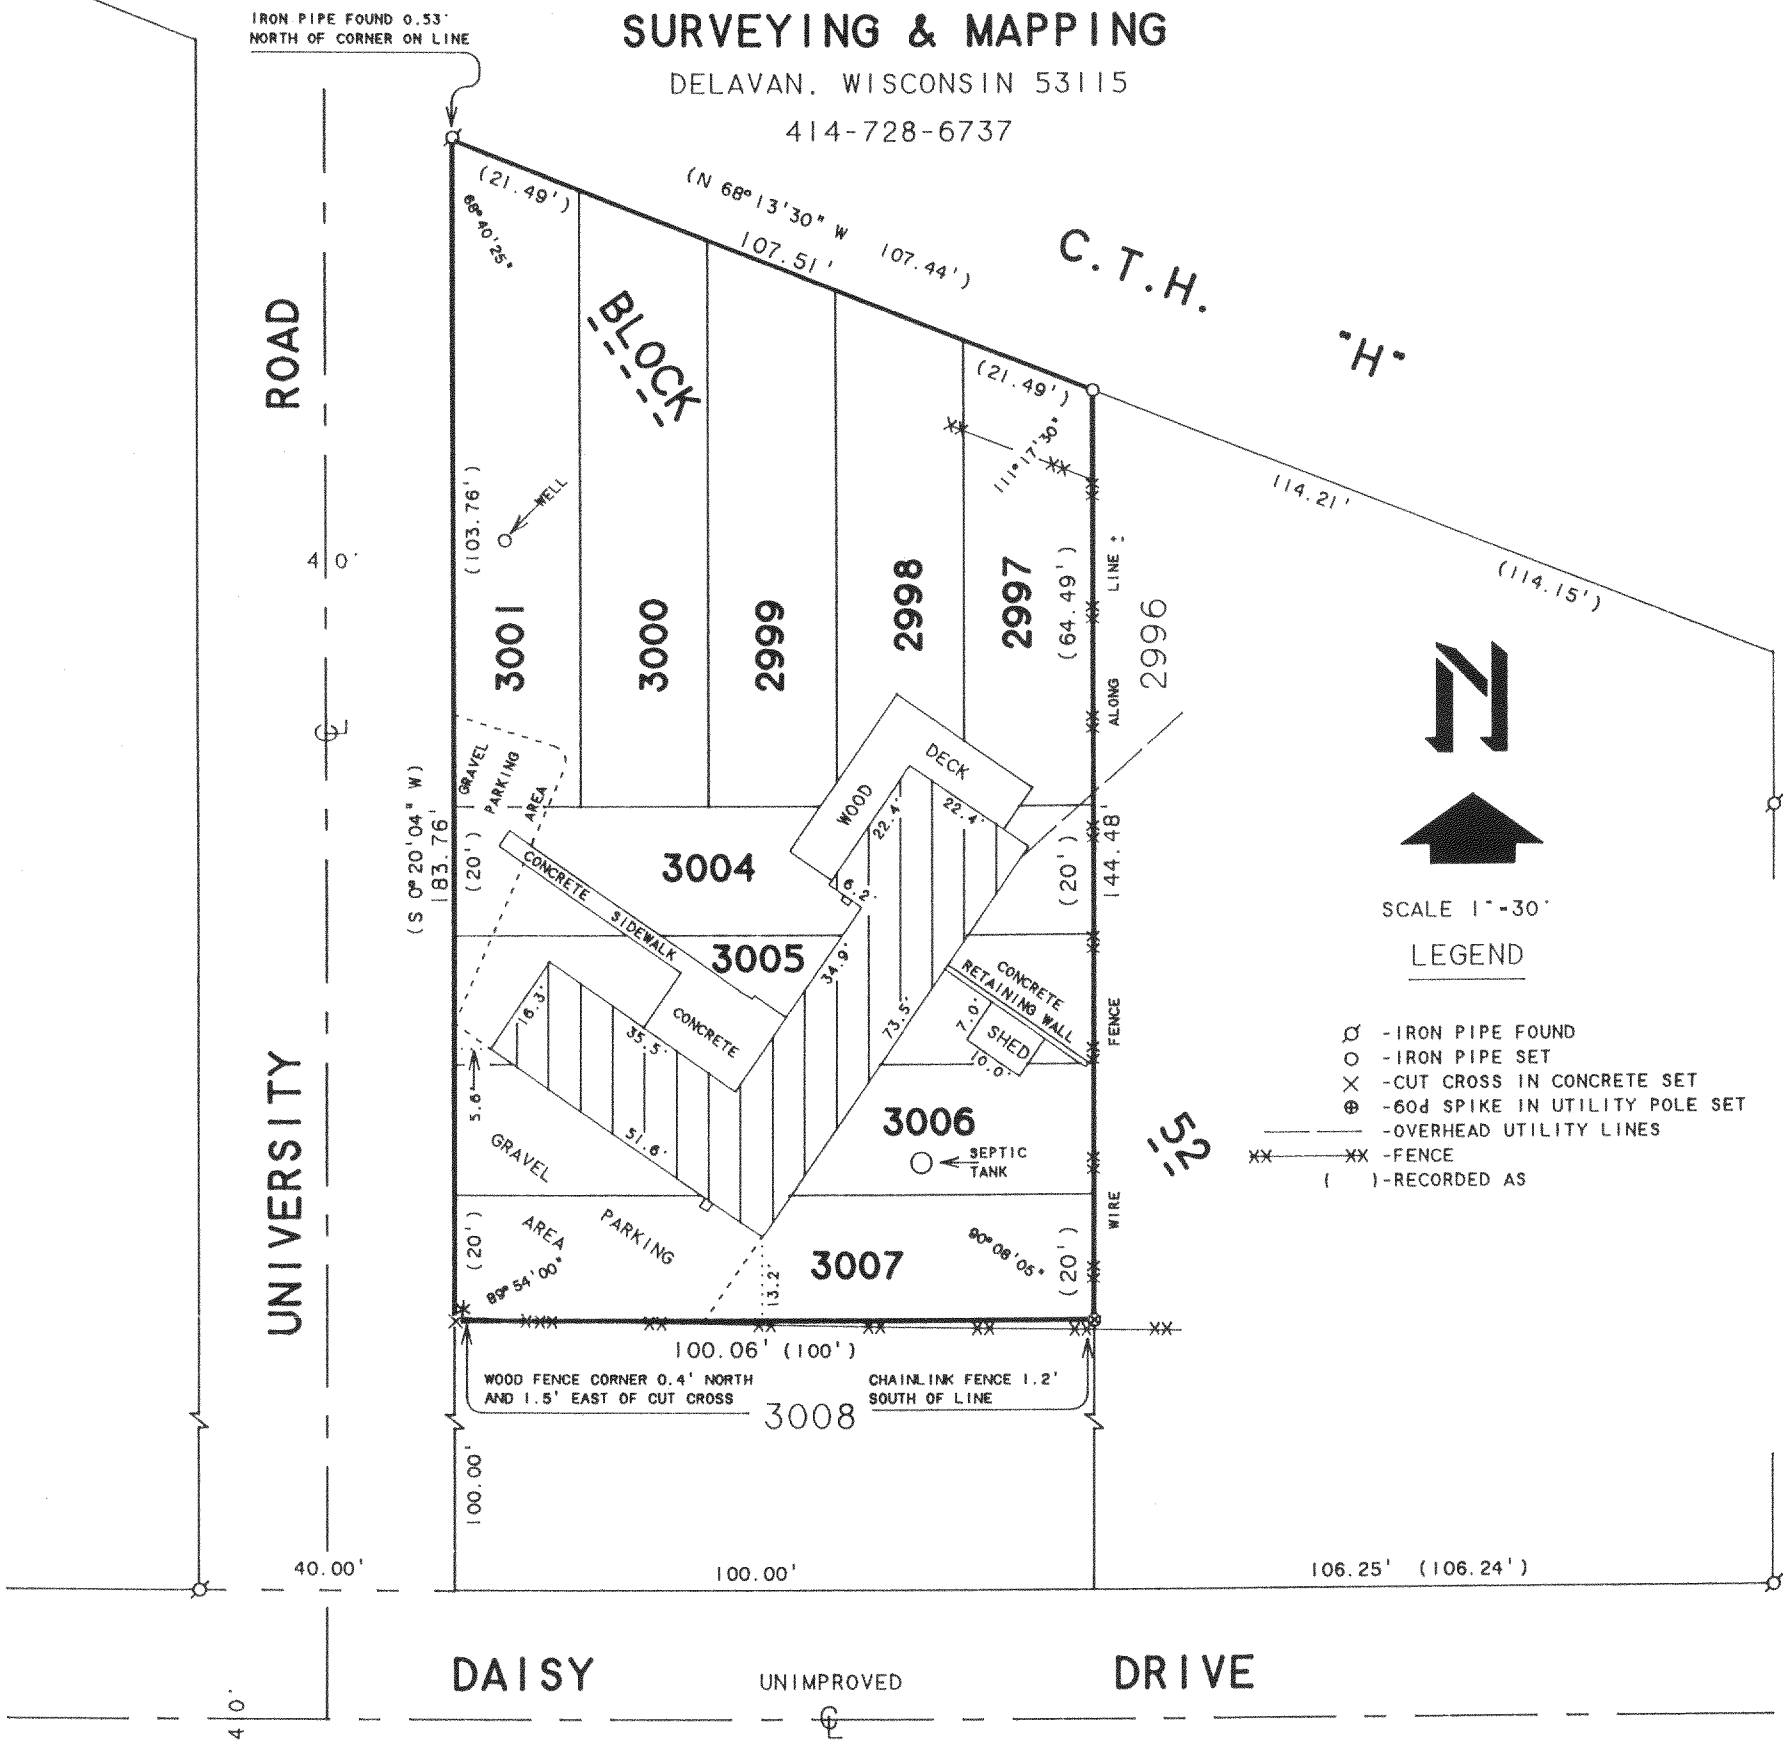 IRON PIPE FOUND 0.53'
NORTH OF CORNER ON LINE
SURVEYING & MAPPING
DELAVAN, WISCONSIN 53115
414-728-6737
(21.49')
(N 68°13'30" W 107.44')
107.51'
68°40'25"
C.T.H. "H"
ROAD
BLOCK
(21.49')
111°17'30"
114.21'
(114.15')
WELL
(103.76')
40'
3001
3000
2999
2998
2997
(64.49')
2996
WIRE FENCE ALONG LINE ±
GRAVEL
PARKING
AREA
(S 0°20'04" W)
183.76'
(20')
WOOD
DECK
22.4'
22.4'
6.2'
3004
(20')
144.48'
N
SCALE 1"-30'
LEGEND
CONCRETE SIDEWALK
3005
34.9'
CONCRETE
RETAINING WALL
16.3'
35.5'
CONCRETE
73.5'
7.0'
SHED
10.0'
-IRON PIPE FOUND
-IRON PIPE SET
-CUT CROSS IN CONCRETE SET
-60d SPIKE IN UTILITY POLE SET
-OVERHEAD UTILITY LINES
-FENCE
( )-RECORDED AS
UNIVERSITY
5.6'
51.6'
3006
SEPTIC
TANK
52
GRAVEL
PARKING
AREA
(20')
89°54'00"
13.2'
3007
90°08'05"
(20')
100.06' (100')
WOOD FENCE CORNER 0.4' NORTH
AND 1.5' EAST OF CUT CROSS
CHAINLINK FENCE 1.2'
SOUTH OF LINE
3008
100.00'
40.00'
100.00'
106.25' (106.24')
DAISY
UNIMPROVED
DRIVE
40'